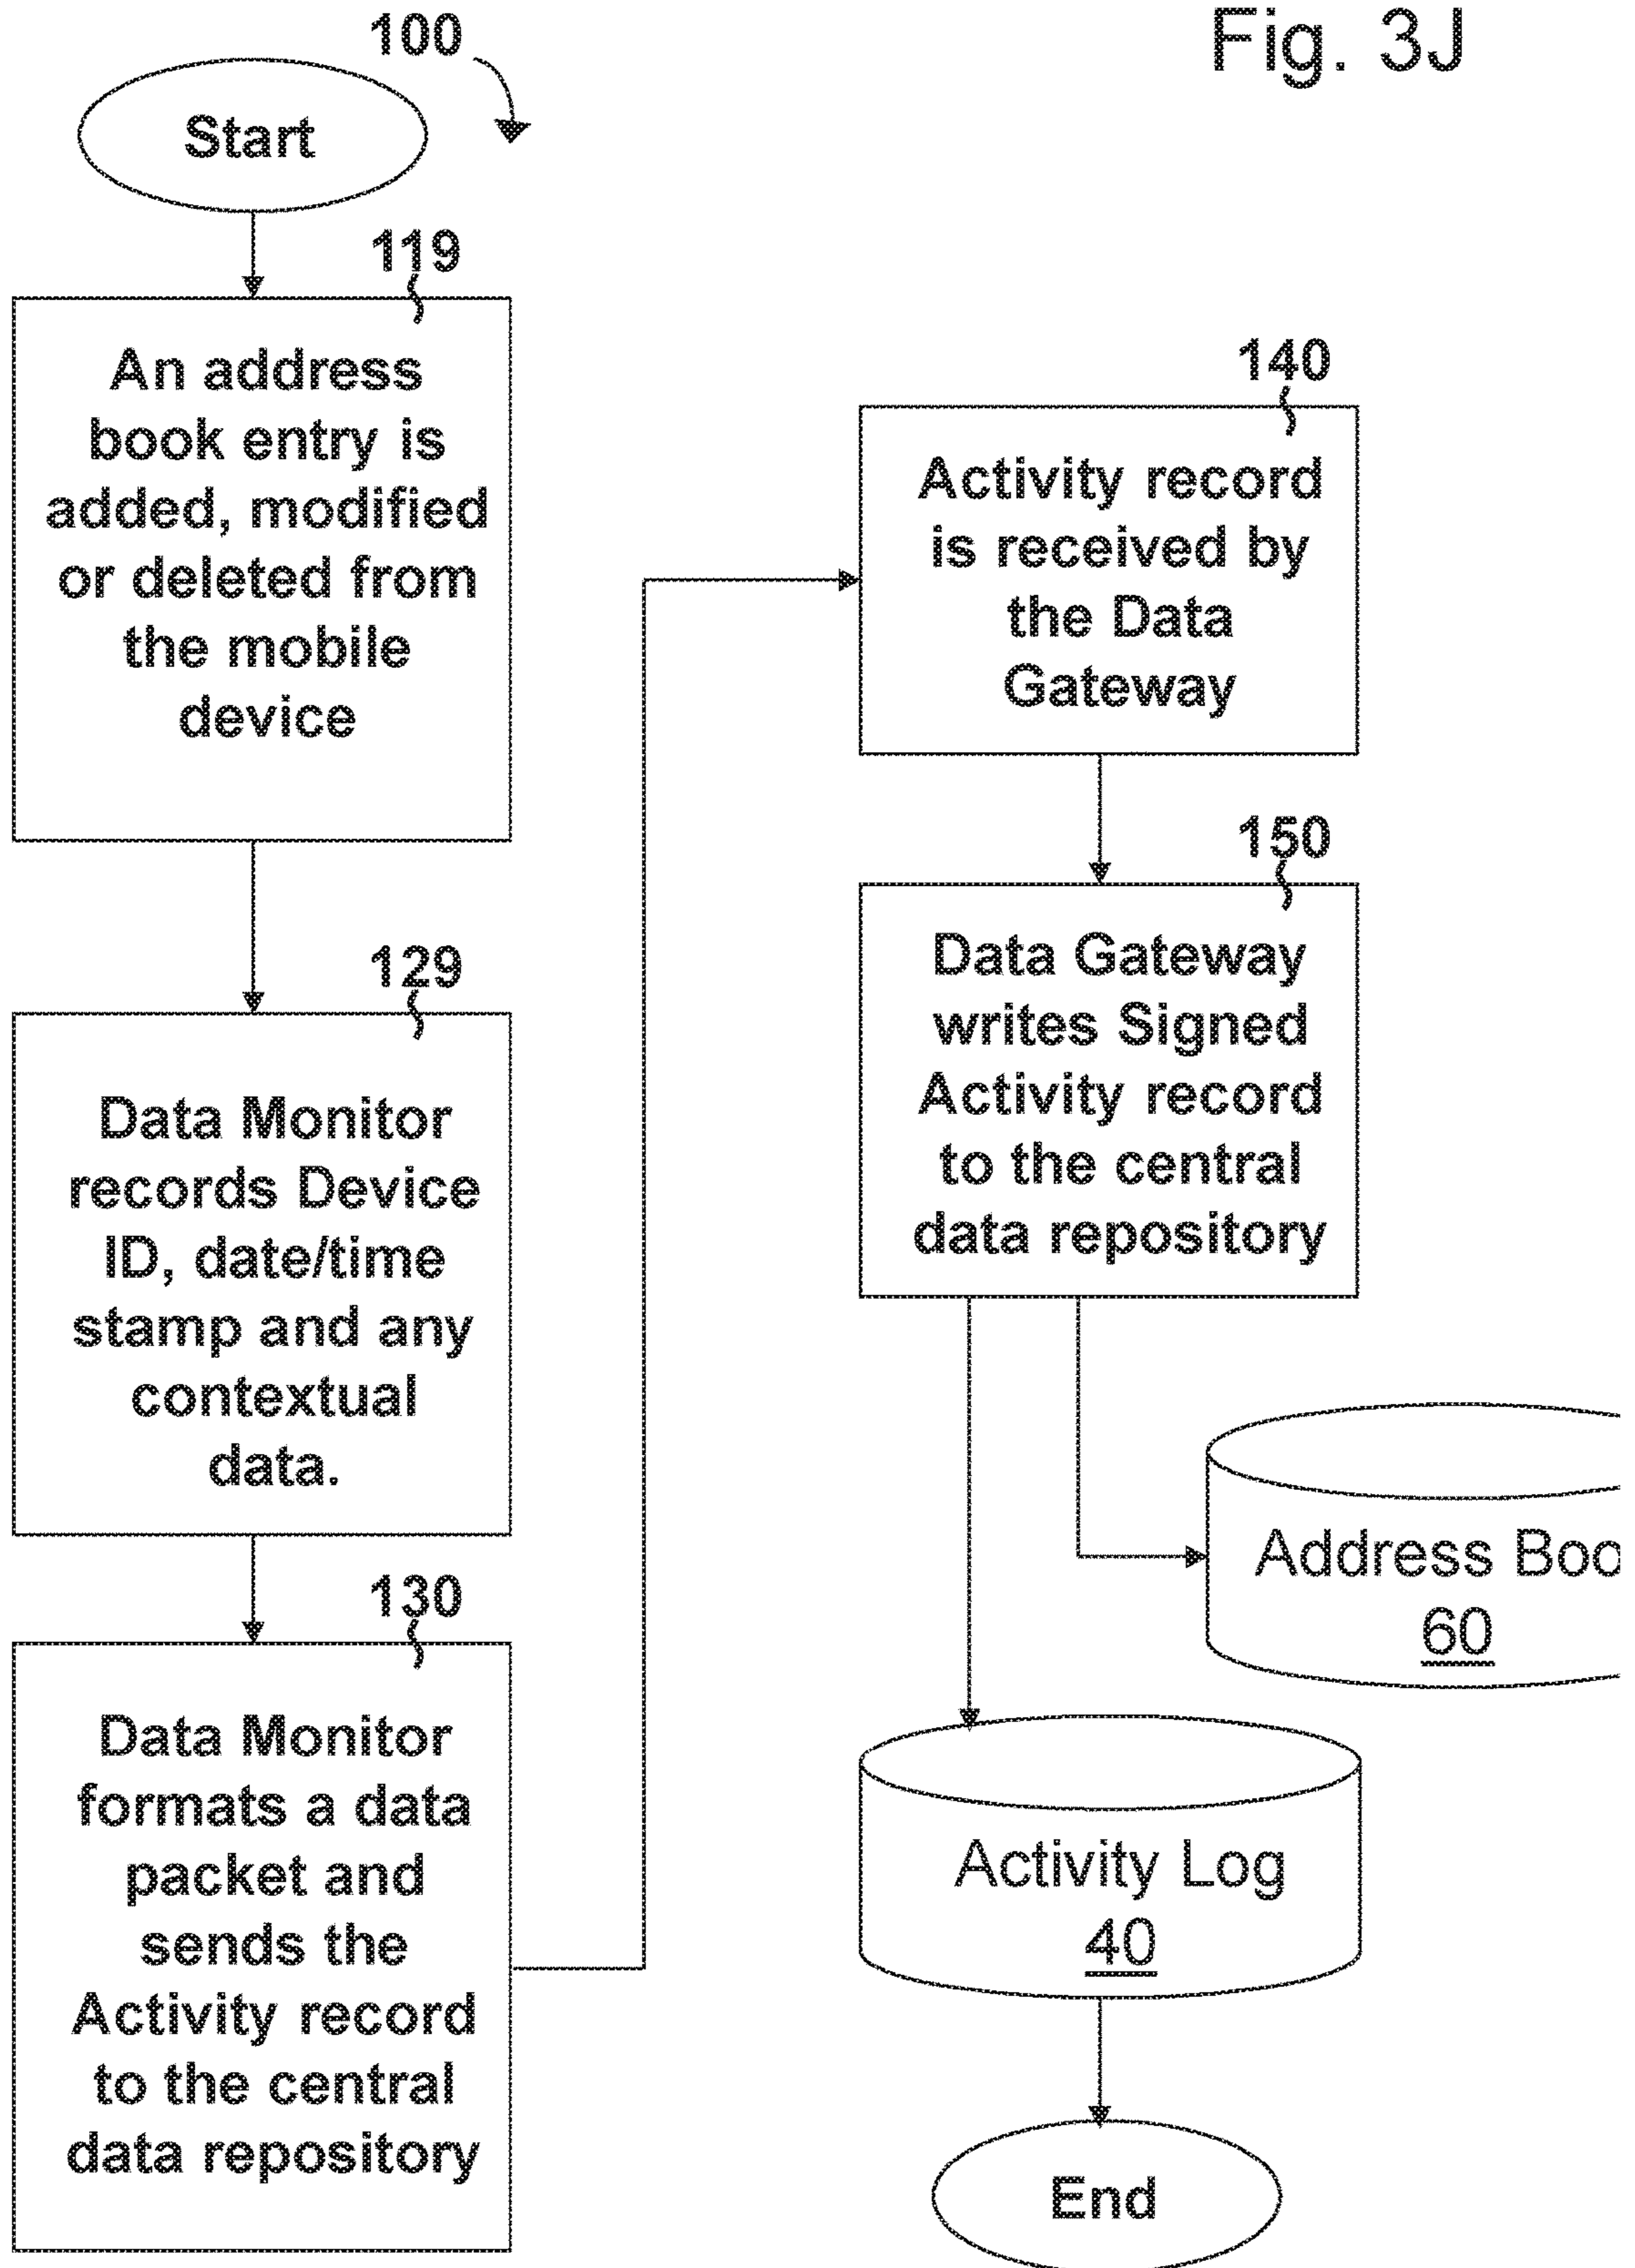 Fig. 3J
100
Start
119
An address
book entry is
added, modified
or deleted from
the mobile
device
129
Data Monitor
records Device
ID, date/time
stamp and any
contextual
data.
130
Data Monitor
formats a data
packet and
sends the
Activity record
to the central
data repository
140
Activity record
is received by
the Data
Gateway
150
Data Gateway
writes Signed
Activity record
to the central
data repository
Address Boo
60
Activity Log
40
End